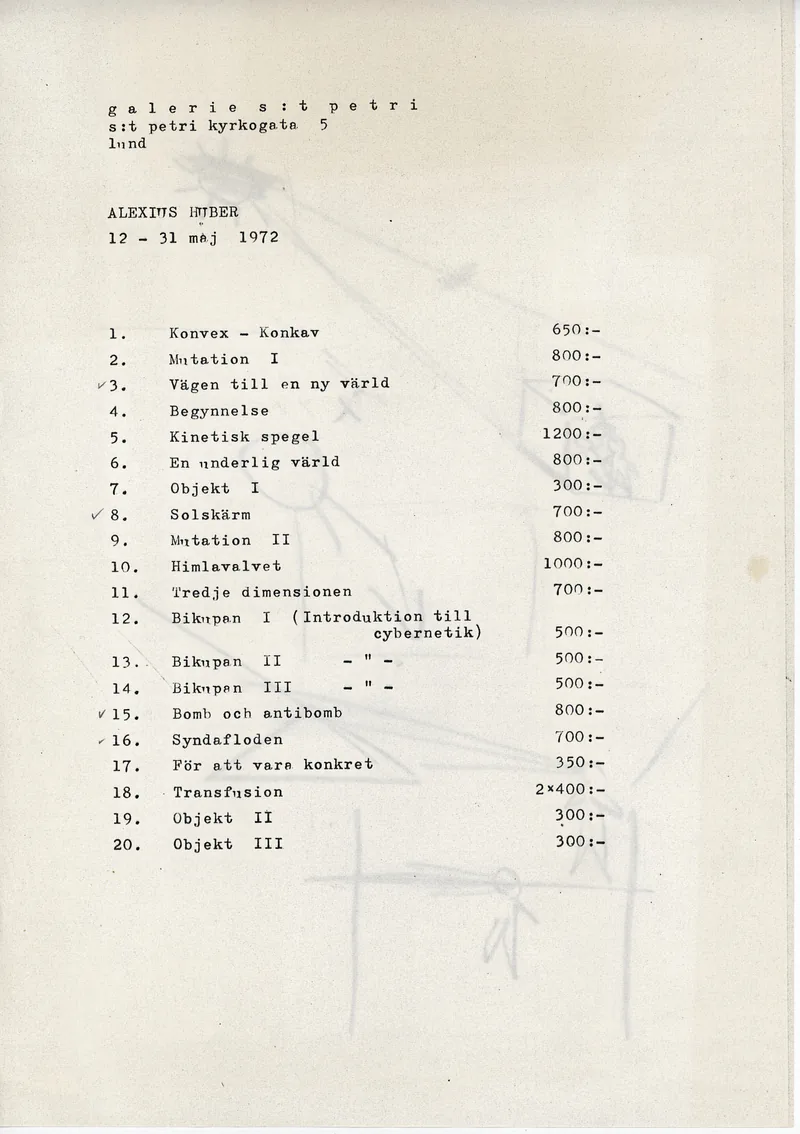 galerie s:t petri
s:t petri kyrkogata 5
lund
ALEXIUS HUBER
12 - 31 maj 1972
1. Konvex - Konkav 650:-
2. Mutation I 800:-
✓3. Vägen till en ny värld 700:-
4. Begynnelse 800:-
5. Kinetisk spegel 1200:-
6. En underlig värld 800:-
7. Objekt I 300:-
✓8. Solskärm 700:-
9. Mutation II 800:-
10. Himlavalvet 1000:-
11. Tredje dimensionen 700:-
12. Bikupan I (Introduktion till
cybernetik) 500:-
13. Bikupan II - " - 500:-
14. Bikupan III - " - 500:-
✓15. Bomb och antibomb 800:-
✓16. Syndafloden 700:-
17. För att vara konkret 350:-
18. Transfusion 2×400:-
19. Objekt II 300:-
20. Objekt III 300:-